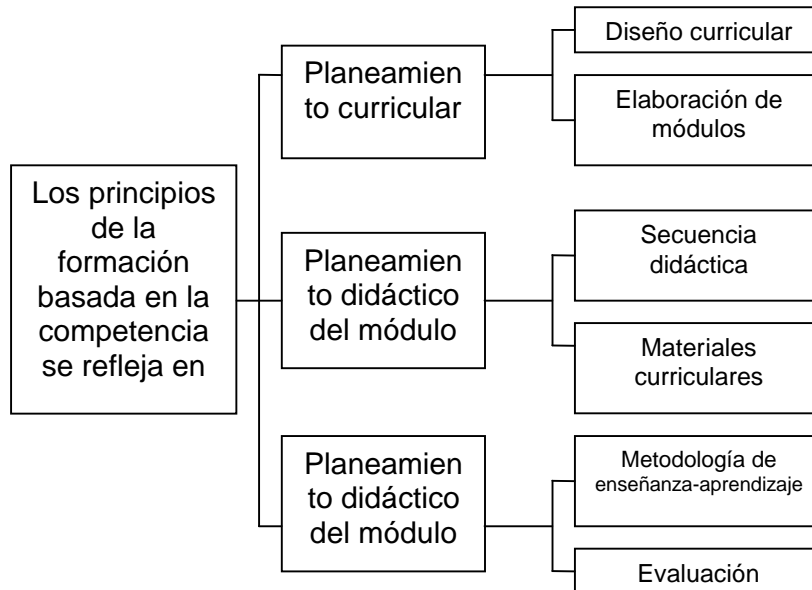 Los principios
de la
formación
basada en la
competencia
se refleja en
Planeamien
to curricular
Diseño curricular
Elaboración de
módulos
Planeamien
to didáctico
del módulo
Secuencia
didáctica
Materiales
curriculares
Planeamien
to didáctico
del módulo
Metodología de
enseñanza-aprendizaje
Evaluación